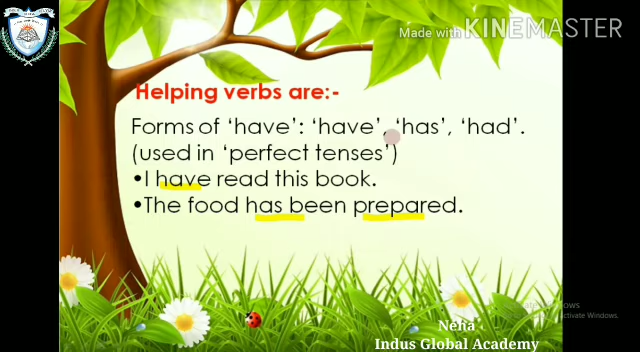 Made with KINEMASTER
Helping verbs are:-
Forms of ‘have’: ‘have’, ‘has’, ‘had’.
(used in ‘perfect tenses’)
•I have read this book.
•The food has been prepared.
Neha
Indus Global Academy